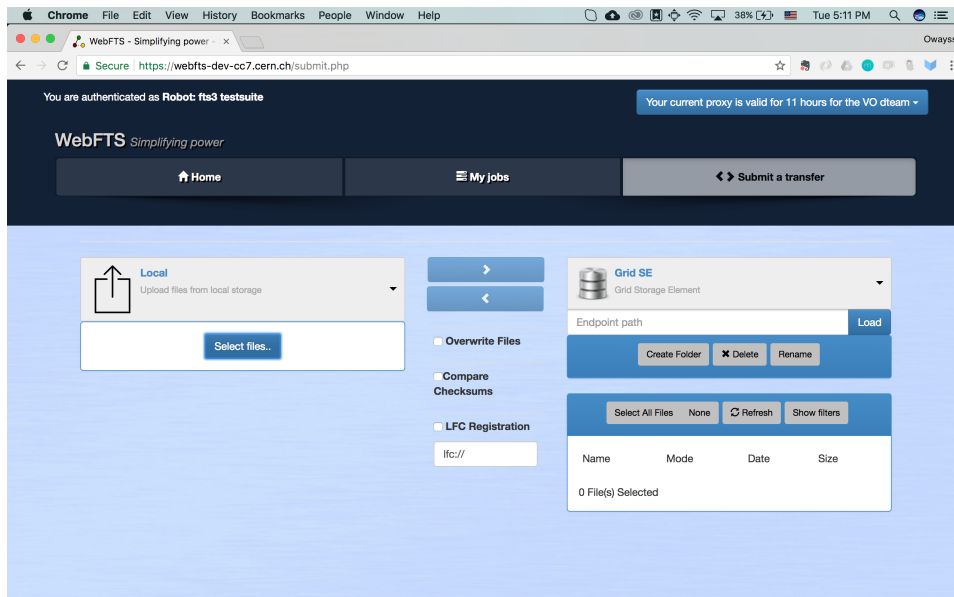 Chrome File Edit View History Bookmarks People Window Help 38% Tue 5:11 PM
WebFTS - Simplifying power - Owayss
Secure https://webfts-dev-cc7.cern.ch/submit.php
You are authenticated as Robot: fts3 testsuite
Your current proxy is valid for 11 hours for the VO dteam
WebFTS Simplifying power
Home My jobs Submit a transfer
Local
Upload files from local storage
Select files..
Overwrite Files
Compare
Checksums
LFC Registration
lfc://
Grid SE
Grid Storage Element
Endpoint path Load
Create Folder Delete Rename
Select All Files None Refresh Show filters
Name Mode Date Size
0 File(s) Selected